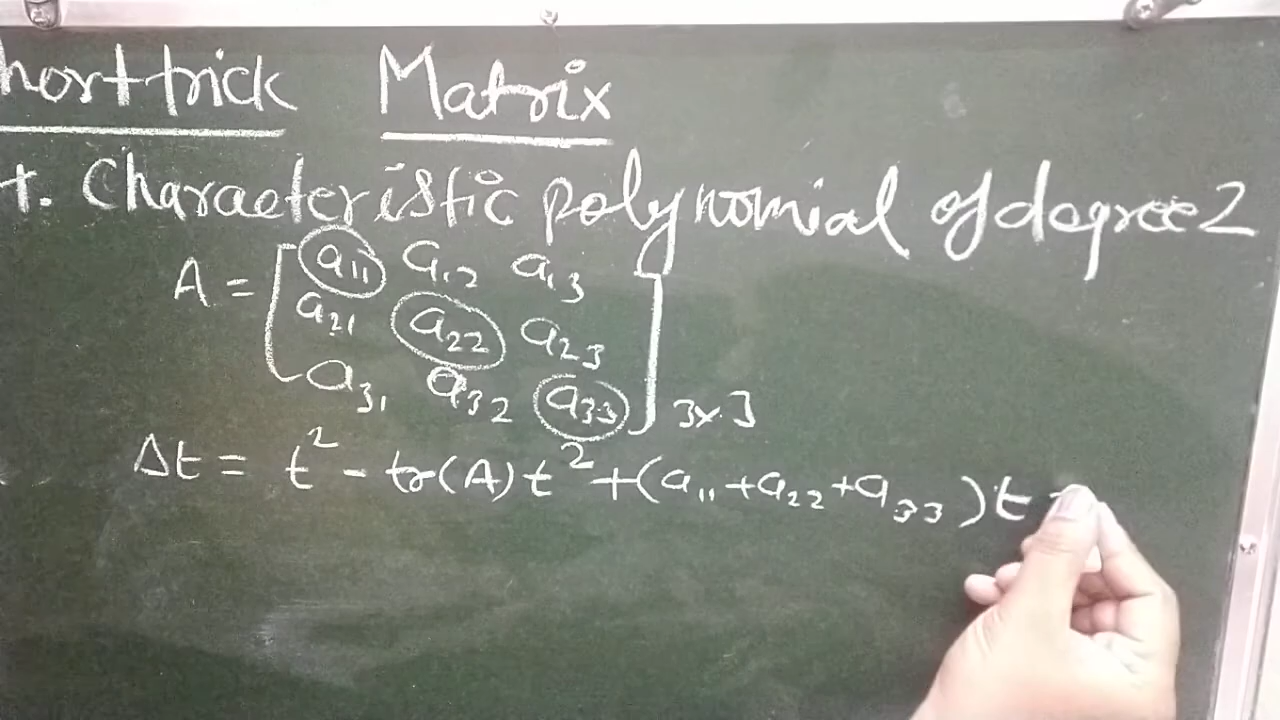 hort trick Matrix
t. Characteristic polynomial of degree 2
A = [a₁₁ a₁₂ a₁₃
a₂₁ a₂₂ a₂₃
a₃₁ a₃₂ a₃₃] 3x3
Δt = t² - tr(A)t² + (a₁₁ + a₂₂ + a₃₃)t